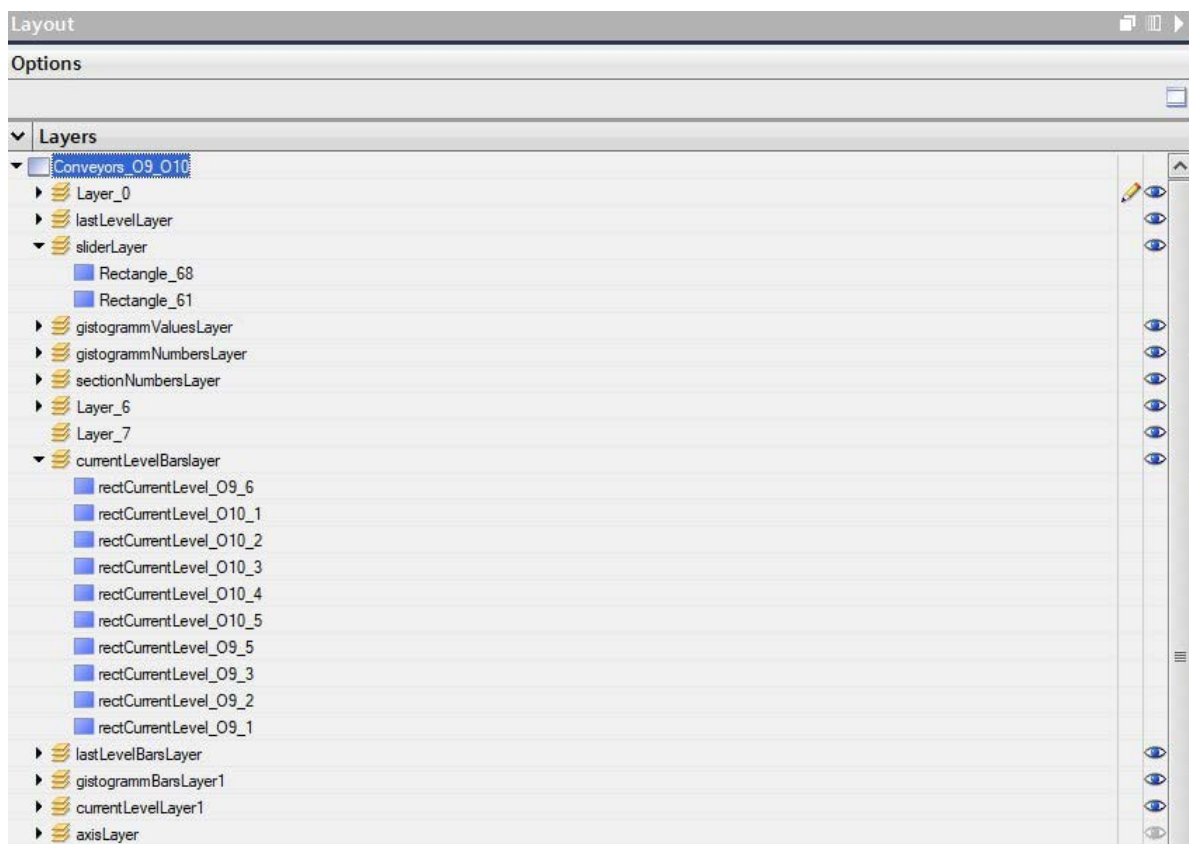 Layout
Options
Layers
Conveyors_O9_O10
Layer_0
lastLevelLayer
sliderLayer
Rectangle_68
Rectangle_61
gistogrammValuesLayer
gistogrammNumbersLayer
sectionNumbersLayer
Layer_6
Layer_7
currentLevelBarslayer
rectCurrentLevel_O9_6
rectCurrentLevel_O10_1
rectCurrentLevel_O10_2
rectCurrentLevel_O10_3
rectCurrentLevel_O10_4
rectCurrentLevel_O10_5
rectCurrentLevel_O9_5
rectCurrentLevel_O9_3
rectCurrentLevel_O9_2
rectCurrentLevel_O9_1
lastLevelBarsLayer
gistogrammBarsLayer1
currentLevelLayer1
axisLayer